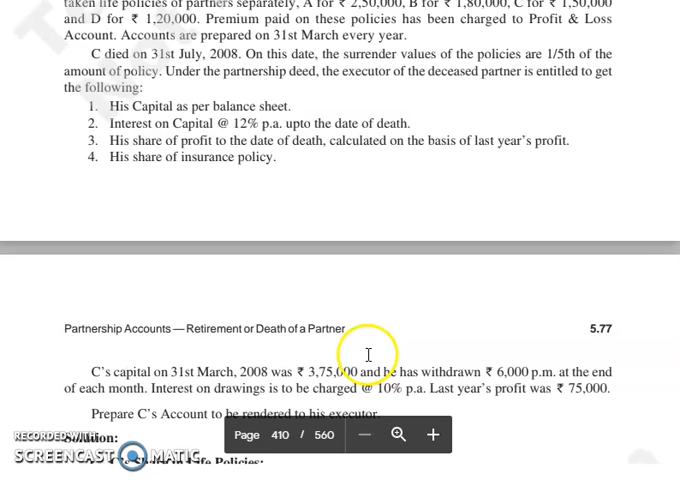 taken life policies of partners separately, A for ₹ 2,50,000, B for ₹ 1,80,000, C for ₹ 1,50,000
and D for ₹ 1,20,000. Premium paid on these policies has been charged to Profit & Loss
Account. Accounts are prepared on 31st March every year.
C died on 31st July, 2008. On this date, the surrender values of the policies are 1/5th of the
amount of policy. Under the partnership deed, the executor of the deceased partner is entitled to get
the following:
1. His Capital as per balance sheet.
2. Interest on Capital @ 12% p.a. upto the date of death.
3. His share of profit to the date of death, calculated on the basis of last year's profit.
4. His share of insurance policy.
Partnership Accounts — Retirement or Death of a Partner 5.77
C's capital on 31st March, 2008 was ₹ 3,75,000 and he has withdrawn ₹ 6,000 p.m. at the end
of each month. Interest on drawings is to be charged @ 10% p.a. Last year's profit was ₹ 75,000.
Prepare C's Account to be rendered to his executor.
Page 410 / 560
RECORDED WITH
Solution:
SCREENCAST MATIC
Life Policies: